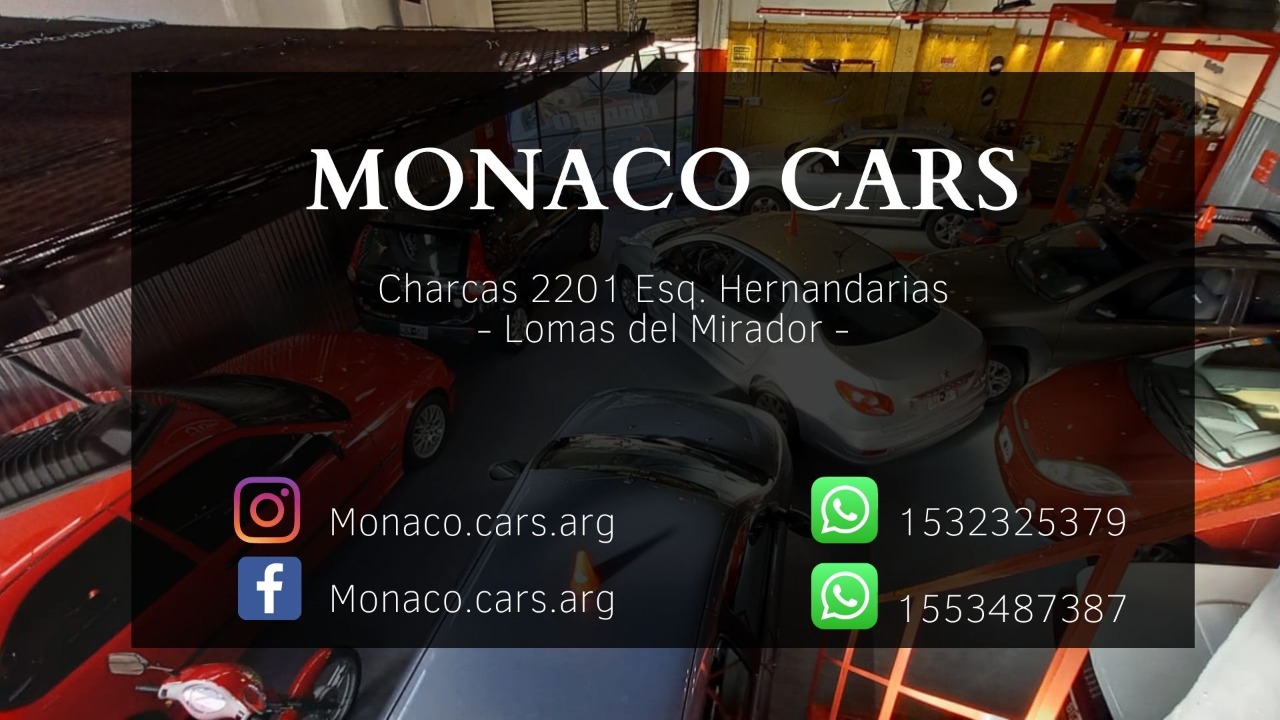 MONACO CARS
Charcas 2201 Esq. Hernandarias
- Lomas del Mirador -
Monaco.cars.arg
1532325379
Monaco.cars.arg
1553487387